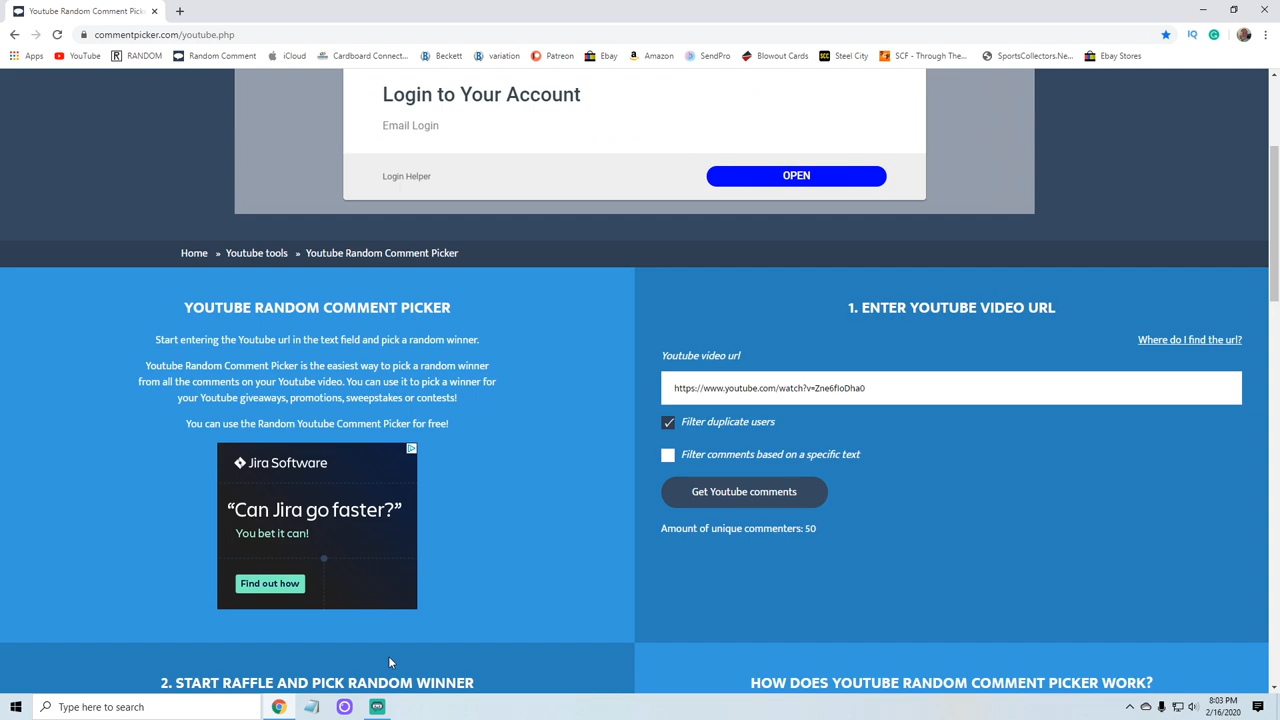 Youtube Random Comment Picker
commentpicker.com/youtube.php
Apps YouTube RANDOM Random Comment iCloud Cardboard Connect... Beckett variation Patreon Ebay Amazon SendPro Blowout Cards Steel City SCF - Through The... SportsCollectors.Ne... Ebay Stores
Login to Your Account
Email Login
Login Helper
OPEN
Home » Youtube tools » Youtube Random Comment Picker
YOUTUBE RANDOM COMMENT PICKER
Start entering the Youtube url in the text field and pick a random winner.
Youtube Random Comment Picker is the easiest way to pick a random winner
from all the comments on your Youtube video. You can use it to pick a winner for
your Youtube giveaways, promotions, sweepstakes or contests!
You can use the Random Youtube Comment Picker for free!
Jira Software
“Can Jira go faster?”
You bet it can!
Find out how
1. ENTER YOUTUBE VIDEO URL
Where do I find the url?
Youtube video url
https://www.youtube.com/watch?v=Zne6fIoDha0
Filter duplicate users
Filter comments based on a specific text
Get Youtube comments
Amount of unique commenters: 50
2. START RAFFLE AND PICK RANDOM WINNER
HOW DOES YOUTUBE RANDOM COMMENT PICKER WORK?
Type here to search
8:03 PM
2/16/2020